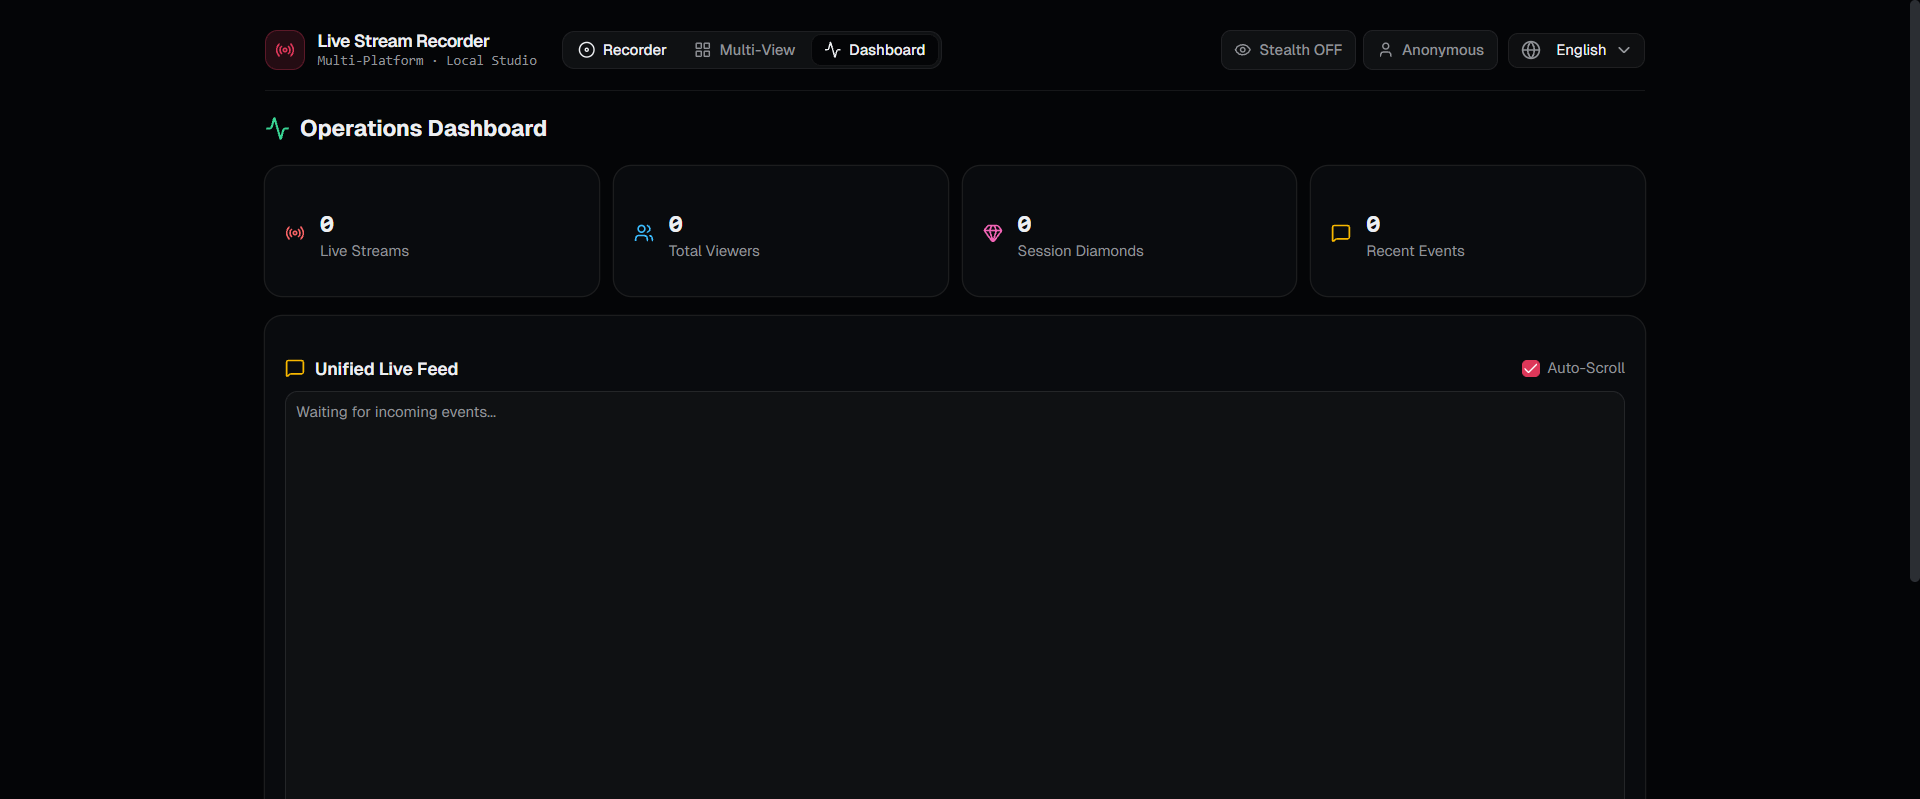 Live Stream Recorder
Multi-Platform · Local Studio
Recorder
Multi-View
Dashboard
Stealth OFF
Anonymous
English
Operations Dashboard
0
Live Streams
0
Total Viewers
0
Session Diamonds
0
Recent Events
Unified Live Feed
Auto-Scroll
Waiting for incoming events...